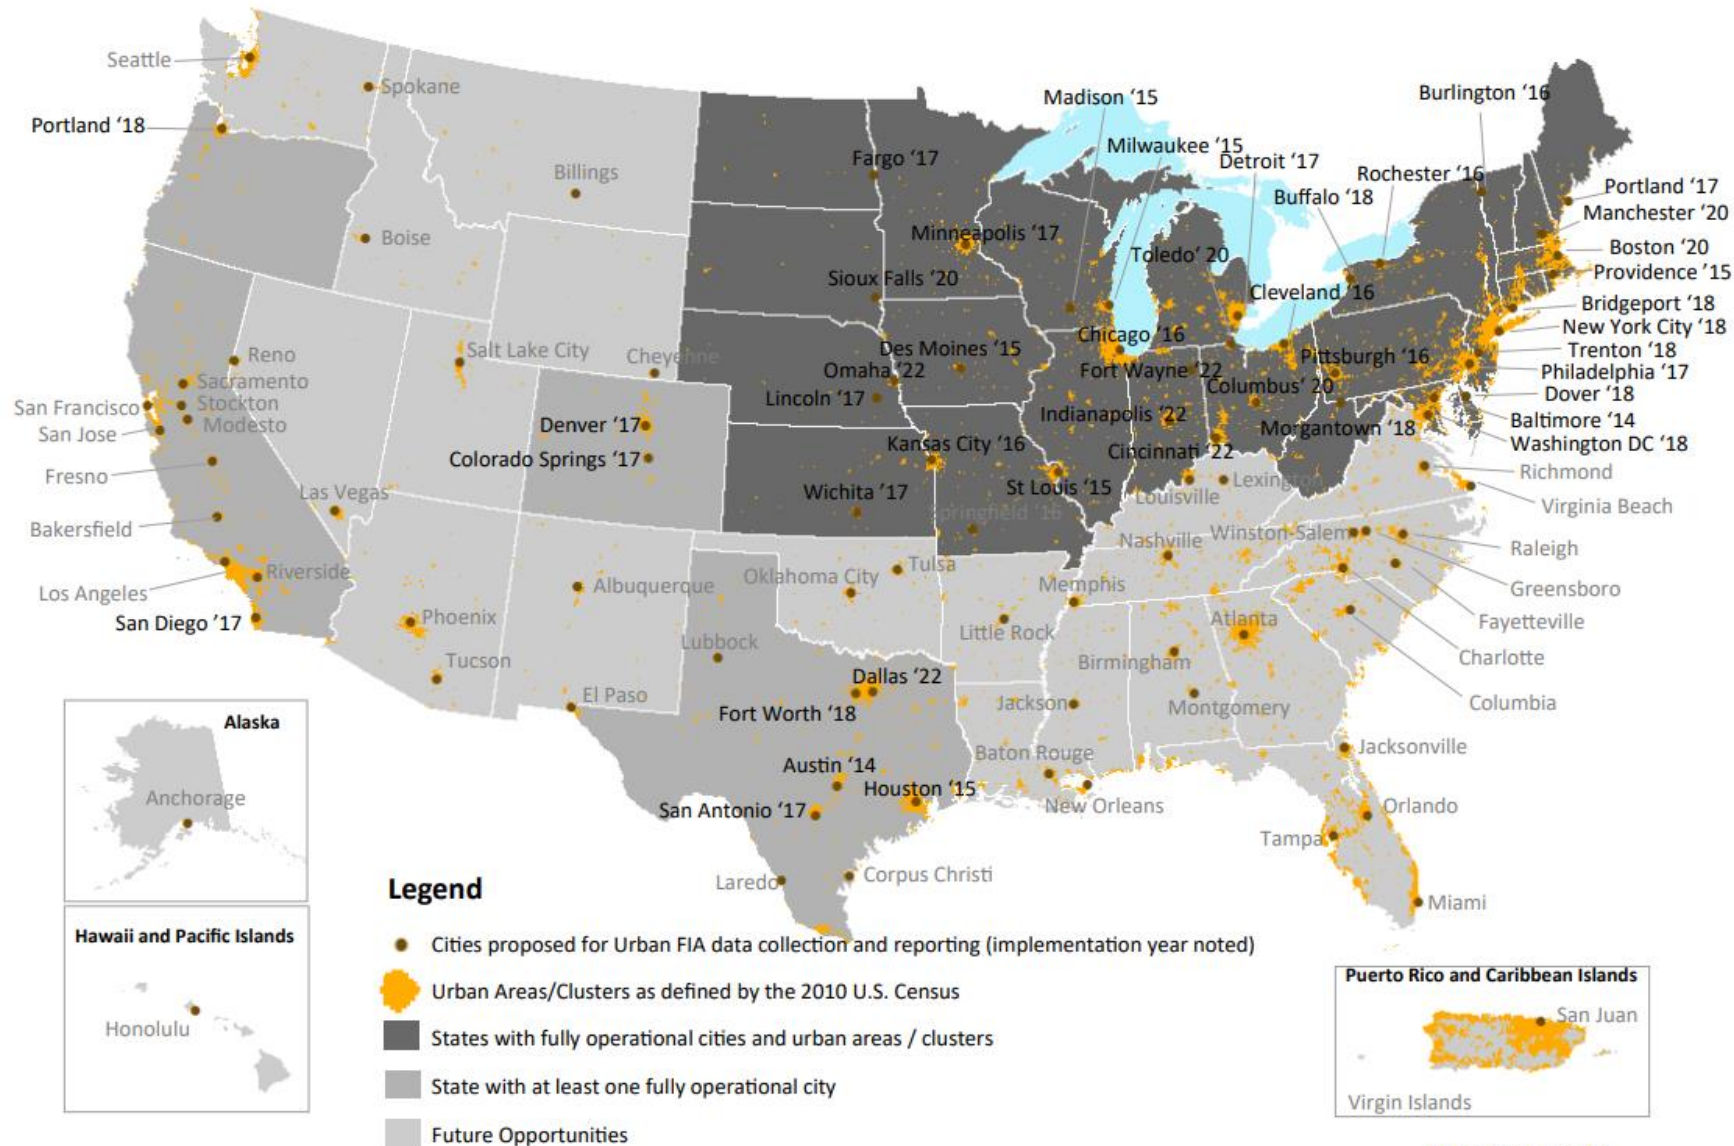 Seattle
Spokane
Portland ‘18
Billings
Boise
Fargo ‘17
Minneapolis ‘17
Sioux Falls ‘20
Madison ‘15
Milwaukee ‘15
Detroit ‘17
Buffalo ‘18
Rochester ‘16
Burlington ‘16
Portland ‘17
Manchester ‘20
Boston ‘20
Providence ‘15
Bridgeport ‘18
New York City ‘18
Trenton ‘18
Philadelphia ‘17
Dover ‘18
Baltimore ‘14
Washington DC ‘18
Toledo‘ 20
Cleveland ‘16
Chicago ‘16
Pittsburgh ‘16
Fort Wayne ‘22
Columbus‘ 20
Des Moines ‘15
Omaha ‘22
Lincoln ‘17
Indianapolis ‘22
Morgantown ‘18
Cincinnati ‘22
Kansas City ‘16
St Louis ‘15
Wichita ‘17
Springfield ‘16
Reno
Salt Lake City
Cheyenne
Sacramento
Stockton
Modesto
San Francisco
San Jose
Fresno
Las Vegas
Bakersfield
Los Angeles
Riverside
San Diego ’17
Denver ‘17
Colorado Springs ‘17
Louisville
Lexington
Richmond
Virginia Beach
Nashville
Winston-Salem
Raleigh
Greensboro
Fayetteville
Charlotte
Columbia
Memphis
Tulsa
Oklahoma City
Albuquerque
Phoenix
Tucson
El Paso
Lubbock
Little Rock
Atlanta
Birmingham
Jackson
Montgomery
Dallas ‘22
Fort Worth ‘18
Austin ‘14
Houston ‘15
San Antonio ‘17
Baton Rouge
New Orleans
Jacksonville
Orlando
Tampa
Miami
Laredo
Corpus Christi
Alaska
Anchorage
Hawaii and Pacific Islands
Honolulu
Legend
Cities proposed for Urban FIA data collection and reporting (implementation year noted)
Urban Areas/Clusters as defined by the 2010 U.S. Census
States with fully operational cities and urban areas / clusters
State with at least one fully operational city
Future Opportunities
Puerto Rico and Caribbean Islands
San Juan
Virgin Islands